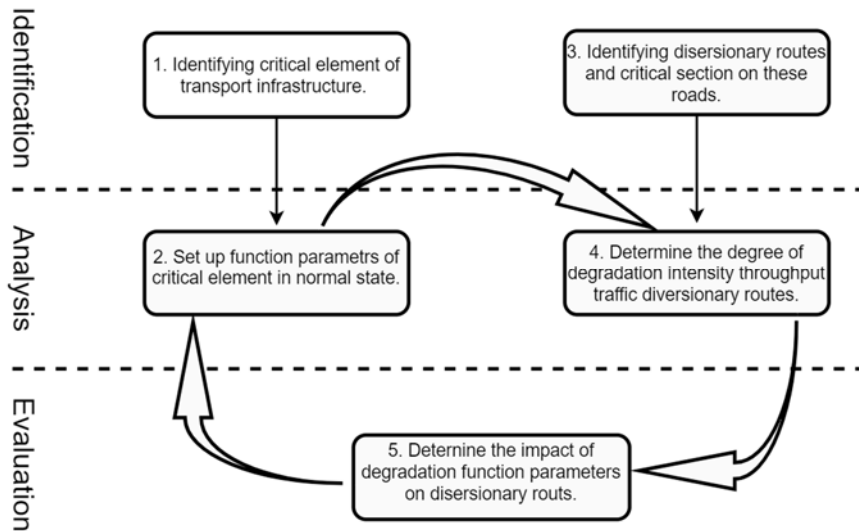 Identification
1. Identifying critical element of
transport infrastructure.
3. Identifying disersionary routes
and critical section on these
roads.
Analysis
2. Set up function parametrs of
critical element in normal state.
4. Determine the degree of
degradation intensity throughput
traffic diversionary routes.
Evaluation
5. Deternine the impact of
degradation function parameters
on disersionary routs.